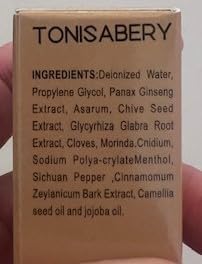 TONISABERY
INGREDIENTS:Deionized Water,
Propylene Glycol, Panax Ginseng
Extract, Asarum, Chive Seed
Extract, Glycyrhiza Glabra Root
Extract, Cloves, Morinda,Cnidium,
Sodium Polya-crylateMenthol,
Sichuan Pepper ,Cinnamomum
Zeylanicum Bark Extract, Camellia
seed oil and jojoba oil.